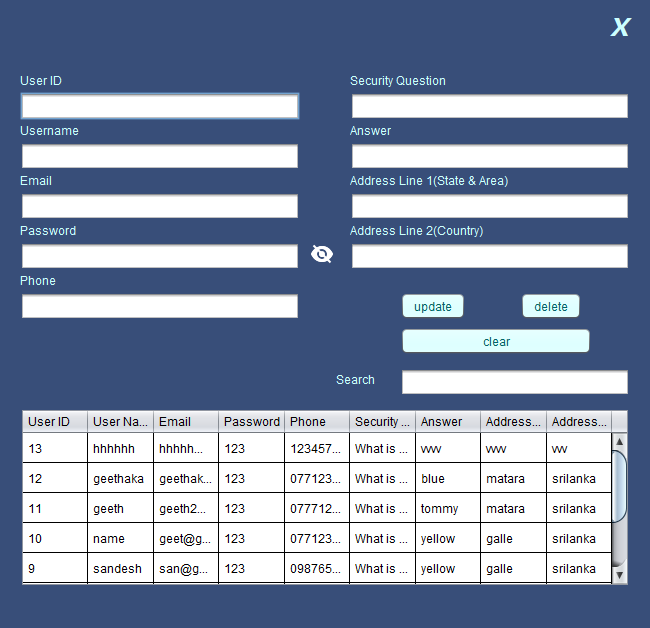 X
User ID
Security Question
Username
Answer
Email
Address Line 1(State & Area)
Password
Address Line 2(Country)
Phone
update delete
clear
Search
User ID User Na... Email Password Phone Security ... Answer Address... Address...
13 hhhhhh hhhhh... 123 123457... What is ... vvv vvv vv
12 geethaka geethak... 123 077123... What is ... blue matara srilanka
11 geeth geeth2... 123 077712... What is ... tommy matara srilanka
10 name geet@g... 123 077123... What is ... yellow galle srilanka
9 sandesh san@g... 123 098765... What is ... yellow galle srilanka